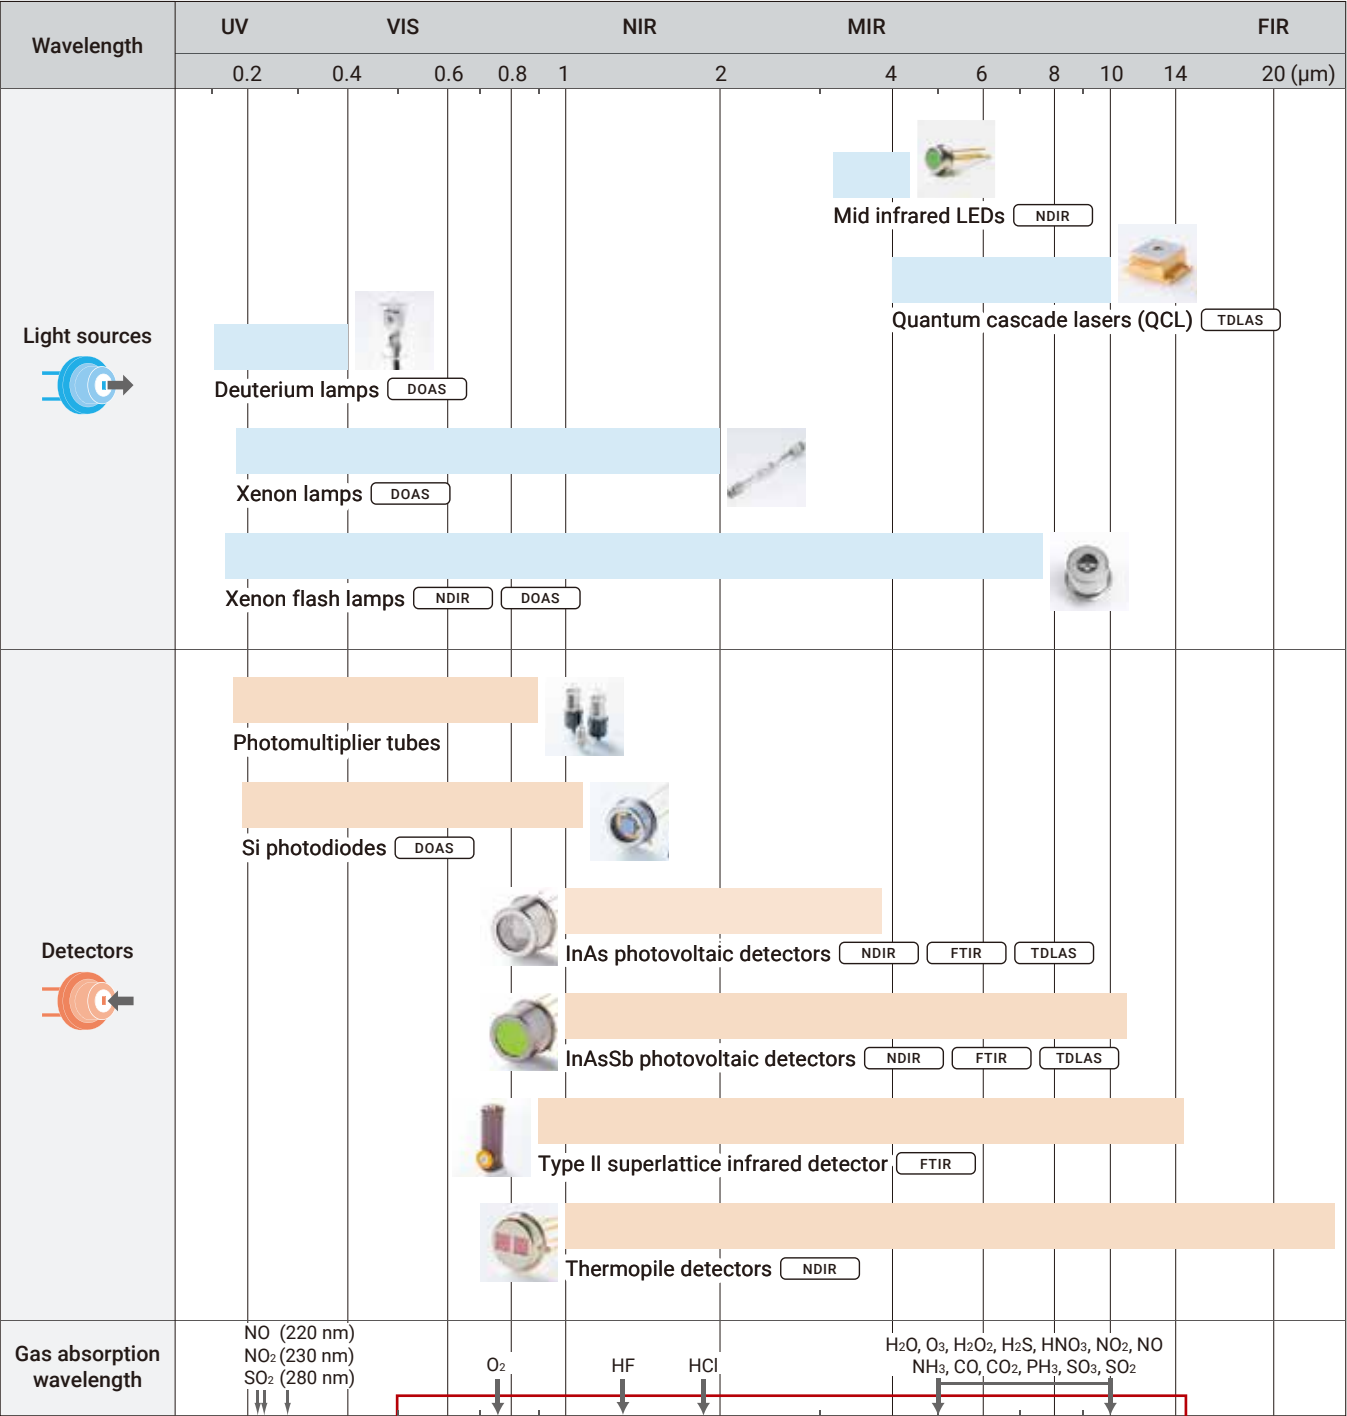 Wavelength
UV VIS NIR MIR FIR
0.2 0.4 0.6 0.8 1 2 4 6 8 10 14 20 (μm)
Light sources
Mid infrared LEDs NDIR
Quantum cascade lasers (QCL) TDLAS
Deuterium lamps DOAS
Xenon lamps DOAS
Xenon flash lamps NDIR DOAS
Detectors
Photomultiplier tubes
Si photodiodes DOAS
InAs photovoltaic detectors NDIR FTIR TDLAS
InAsSb photovoltaic detectors NDIR FTIR TDLAS
Type II superlattice infrared detector FTIR
Thermopile detectors NDIR
Gas absorption
wavelength
NO (220 nm)
NO2 (230 nm)
SO2 (280 nm)
O2
HF
HCl
H2O, O3, H2O2, H2S, HNO3, NO2, NO
NH3, CO, CO2, PH3, SO3, SO2